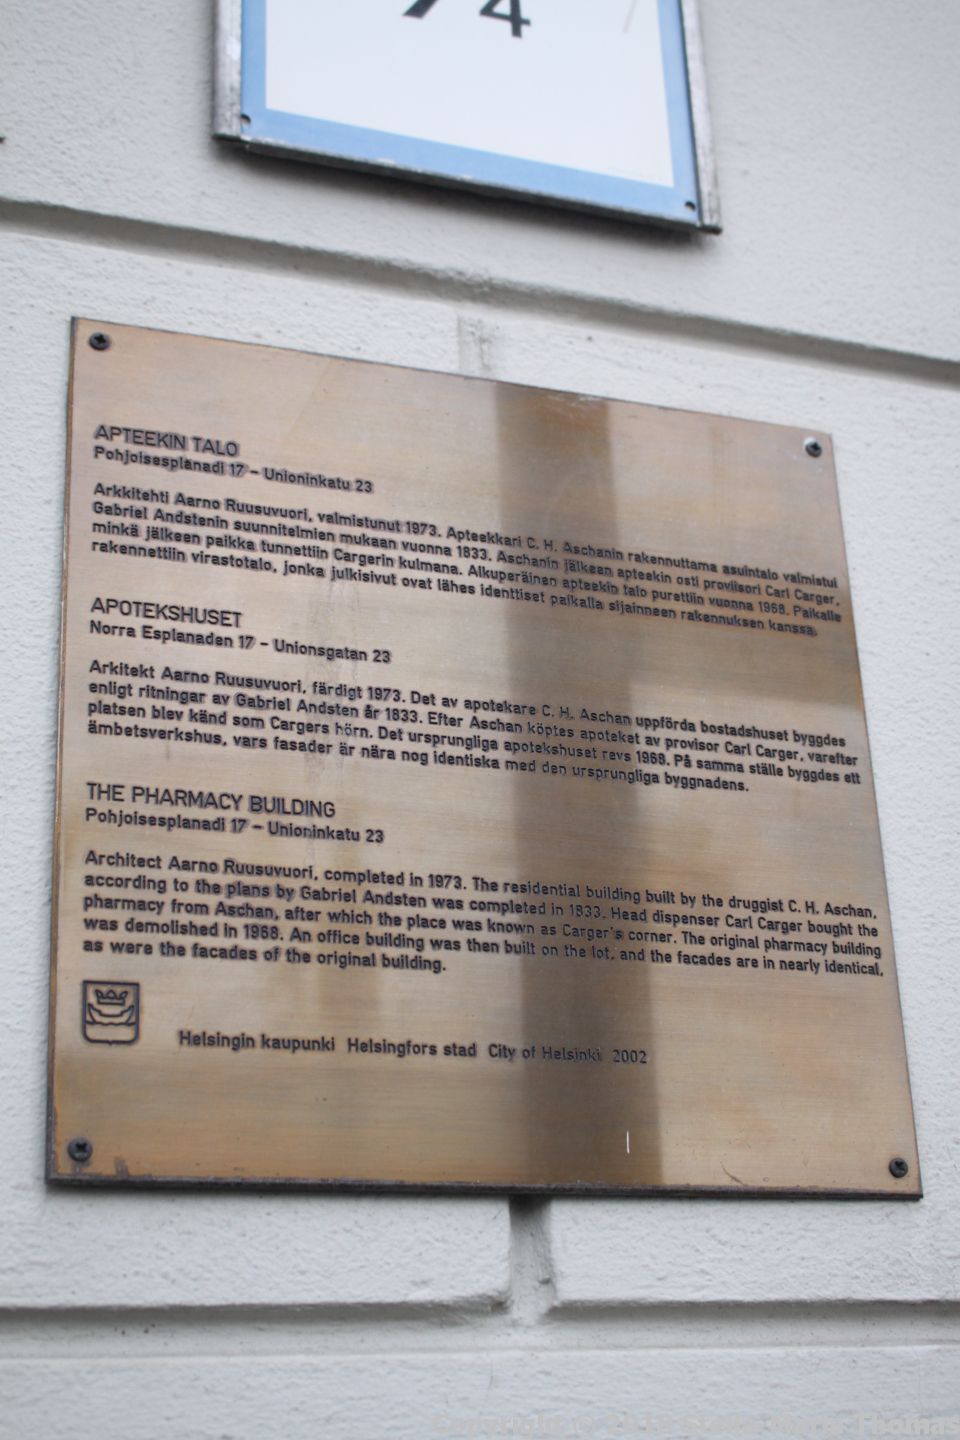 4
APTEEKIN TALO
Pohjoisesplanadi 17 – Unioninkatu 23
Arkkitehti Aarno Ruusuvuori, valmistunut 1973. Apteekkari C. H. Aschanin rakennuttama asuintalo valmistui
Gabriel Andstenin suunnitelmien mukaan vuonna 1833. Aschanin jälkeen apteekin osti proviisori Carl Carger,
minkä jälkeen paikka tunnettiin Cargerin kulmana. Alkuperäinen apteekin talo purettiin vuonna 1968. Paikalle
rakennettiin virastotalo, jonka julkisivut ovat lähes identtiset paikalla sijainneen rakennuksen kanssa.
APOTEKSHUSET
Norra Esplanaden 17 – Unionsgatan 23
Arkitekt Aarno Ruusuvuori, färdigt 1973. Det av apotekare C. H. Aschan uppförda bostadshuset byggdes
enligt ritningar av Gabriel Andsten år 1833. Efter Aschan köptes apoteket av provisor Carl Carger, varefter
platsen blev känd som Cargers hörn. Det ursprungliga apotekshuset revs 1968. På samma ställe byggdes ett
ämbetsverkshus, vars fasader är nära nog identiska med den ursprungliga byggnadens.
THE PHARMACY BUILDING
Pohjoisesplanadi 17 – Unioninkatu 23
Architect Aarno Ruusuvuori, completed in 1973. The residential building built by the druggist C. H. Aschan,
according to the plans by Gabriel Andsten was completed in 1833. Head dispenser Carl Carger bought the
pharmacy from Aschan, after which the place was known as Carger's corner. The original pharmacy building
was demolished in 1968. An office building was then built on the lot, and the facades are in nearly identical,
as were the facades of the original building.
Helsingin kaupunki Helsingfors stad City of Helsinki 2002